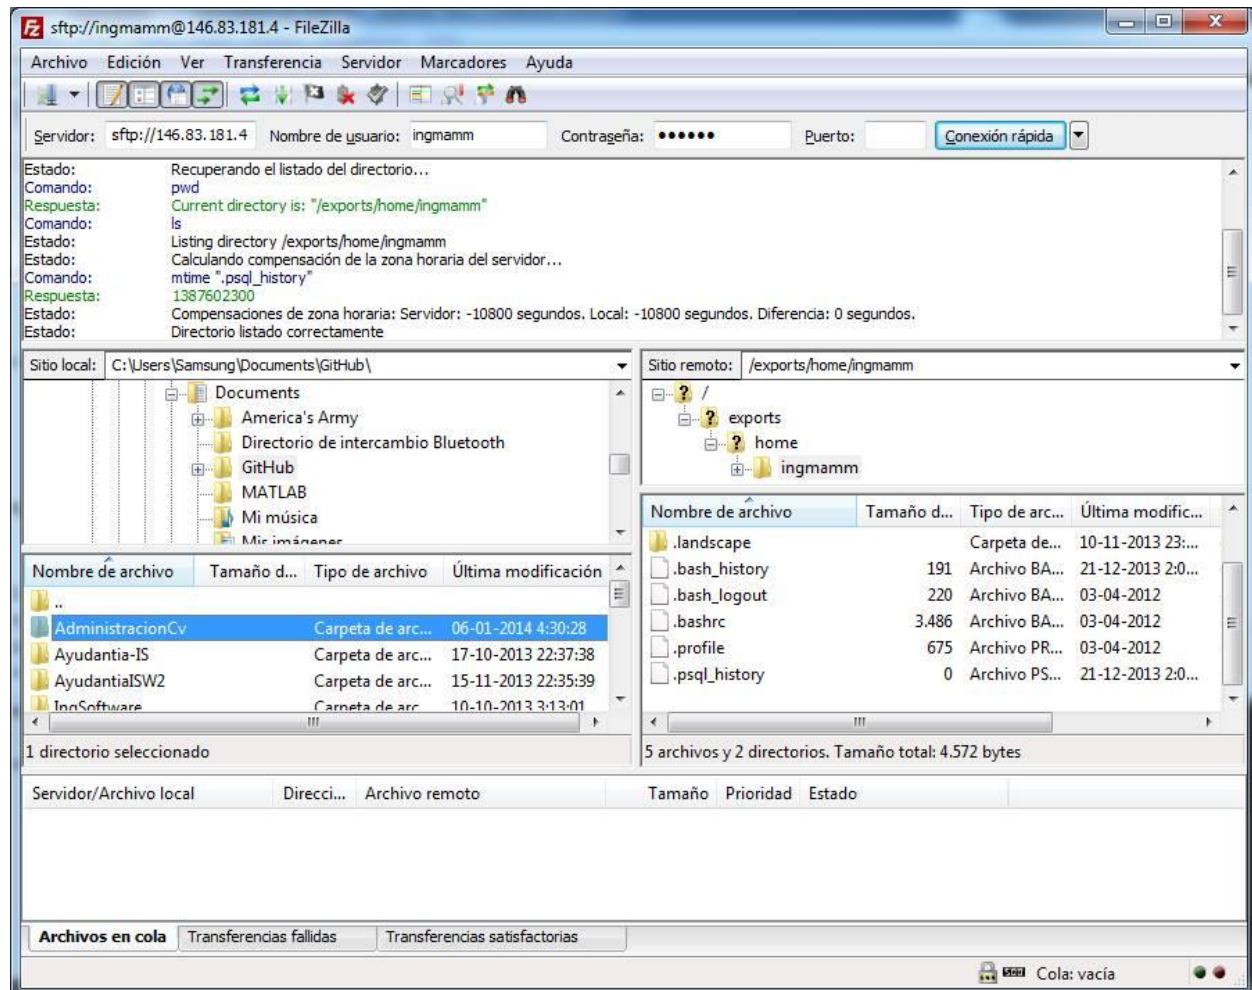 sftp://ingmamm@146.83.181.4 - FileZilla
Archivo Edición Ver Transferencia Servidor Marcadores Ayuda
Servidor: sftp://146.83.181.4 Nombre de usuario: ingmamm Contraseña: ●●●●●● Puerto: Conexión rápida
Estado: Recuperando el listado del directorio...
Comando: pwd
Respuesta: Current directory is: "/exports/home/ingmamm"
Comando: ls
Estado: Listing directory /exports/home/ingmamm
Estado: Calculando compensación de la zona horaria del servidor...
Comando: mtime ".psql_history"
Respuesta: 1387602300
Estado: Compensaciones de zona horaria: Servidor: -10800 segundos. Local: -10800 segundos. Diferencia: 0 segundos.
Estado: Directorio listado correctamente
Sitio local: C:\Users\Samsung\Documents\GitHub\
Documents
America's Army
Directorio de intercambio Bluetooth
GitHub
MATLAB
Mi música
Mis imágenes
Nombre de archivo Tamaño d... Tipo de archivo Última modificación
..
AdministracionCv Carpeta de arc... 06-01-2014 4:30:28
Ayudantia-IS Carpeta de arc... 17-10-2013 22:37:38
AyudantiaISW2 Carpeta de arc... 15-11-2013 22:35:39
IngSoftware Carpeta de arc... 10-10-2013 3:13:01
1 directorio seleccionado
Sitio remoto: /exports/home/ingmamm
/
exports
home
ingmamm
Nombre de archivo Tamaño d... Tipo de arc... Última modific...
.landscape Carpeta de... 10-11-2013 23:...
.bash_history 191 Archivo BA... 21-12-2013 2:0...
.bash_logout 220 Archivo BA... 03-04-2012
.bashrc 3.486 Archivo BA... 03-04-2012
.profile 675 Archivo PR... 03-04-2012
.psql_history 0 Archivo PS... 21-12-2013 2:0...
5 archivos y 2 directorios. Tamaño total: 4.572 bytes
Servidor/Archivo local Direcci... Archivo remoto Tamaño Prioridad Estado
Archivos en cola Transferencias fallidas Transferencias satisfactorias
Cola: vacía